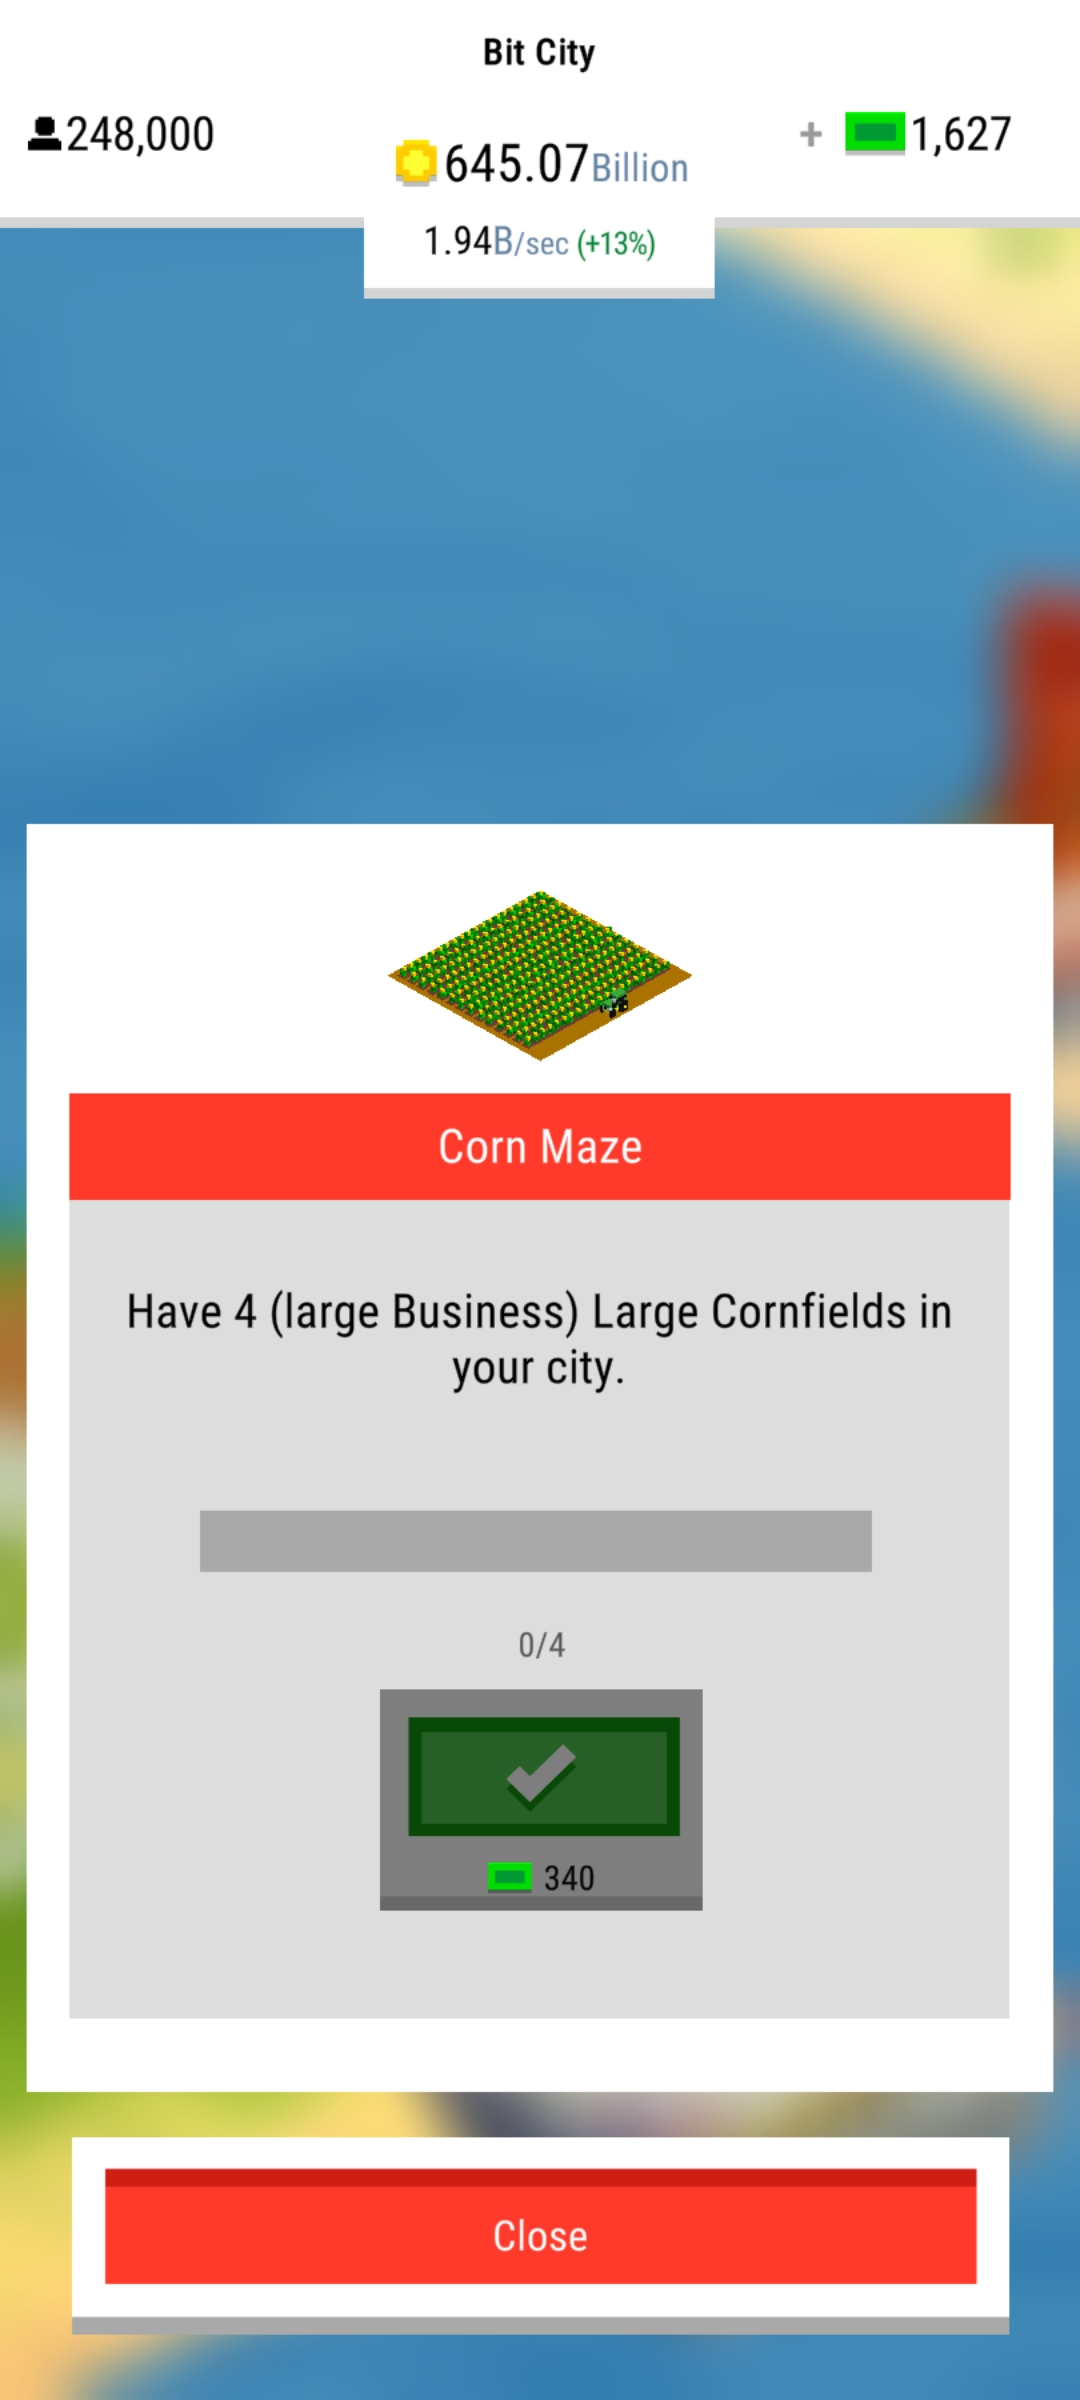 Bit City
248,000
645.07Billion
+ 1,627
1.94B/sec (+13%)
Corn Maze
Have 4 (large Business) Large Cornfields in
your city.
0/4
340
Close